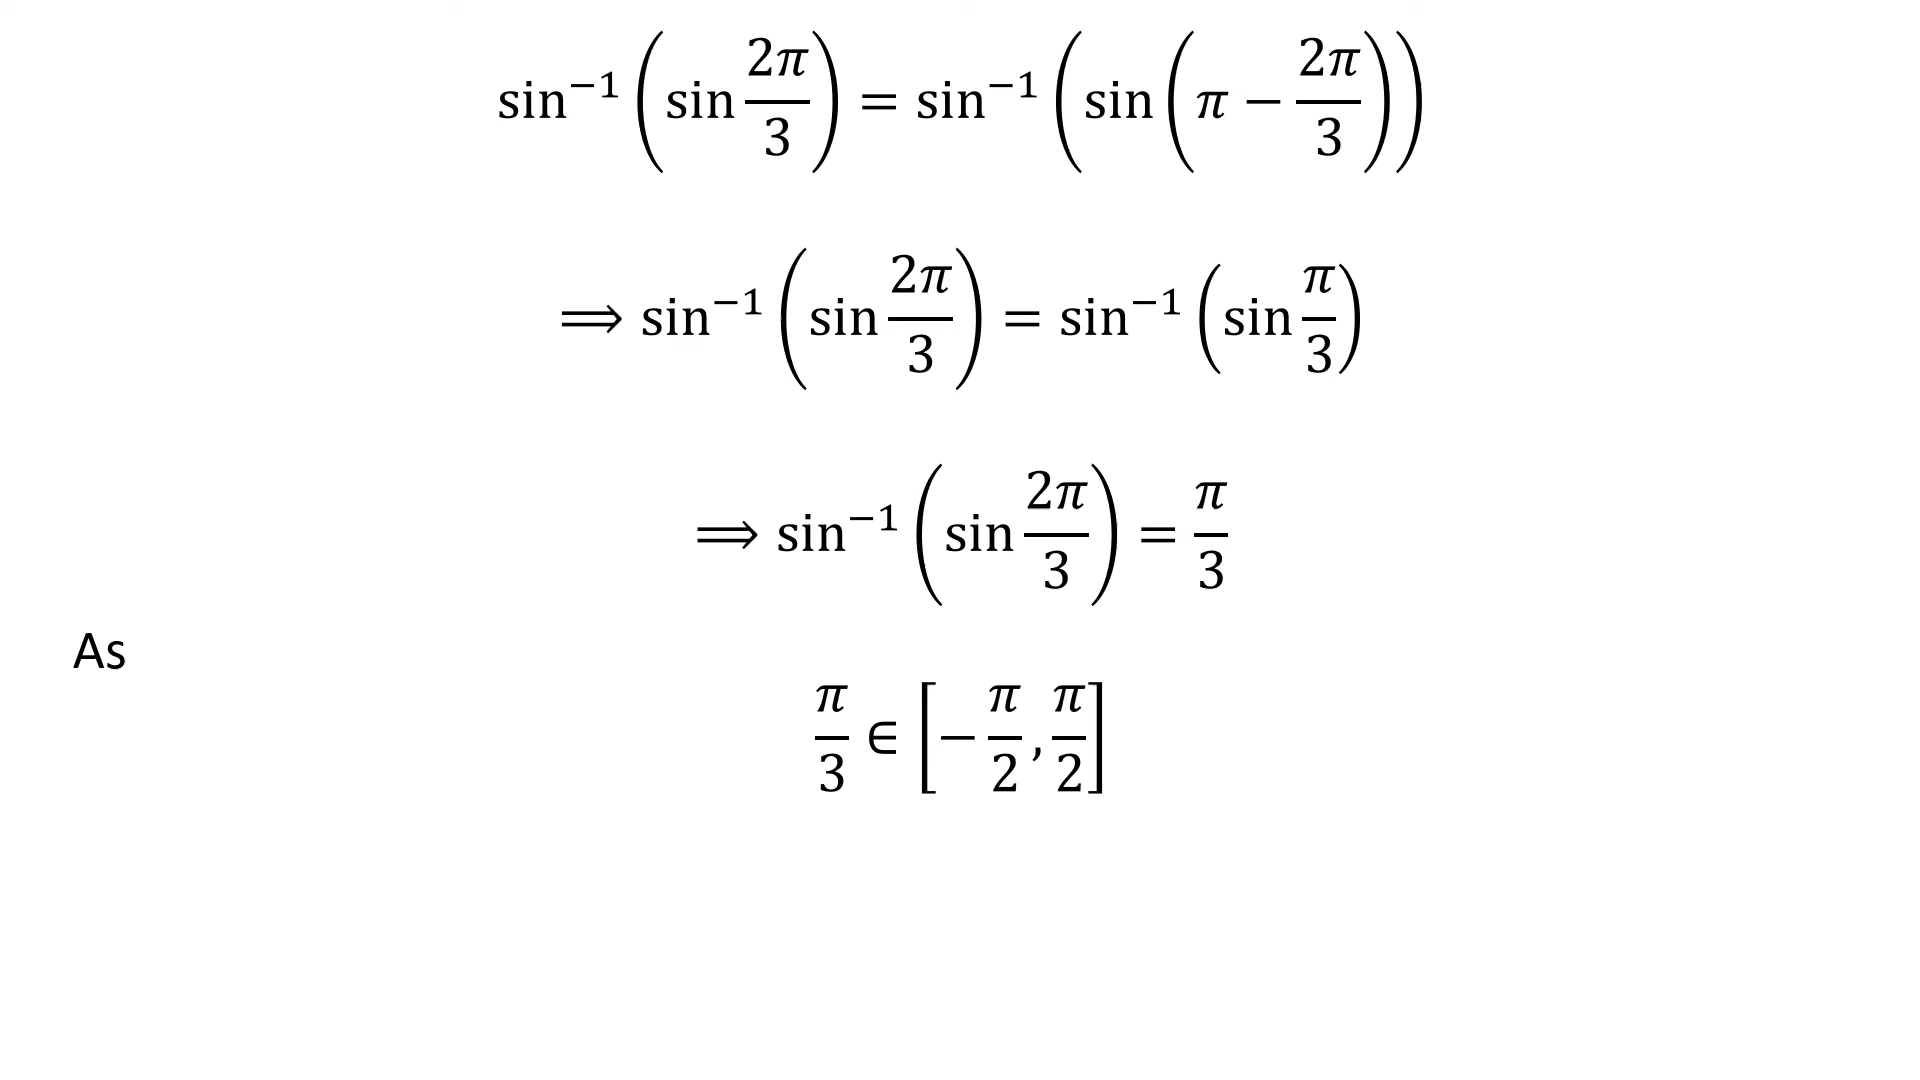 sin⁻¹ (sin 2π/3) = sin⁻¹ (sin (π − 2π/3))
⟹ sin⁻¹ (sin 2π/3) = sin⁻¹ (sin π/3)
⟹ sin⁻¹ (sin 2π/3) = π/3
As
π/3 ∈ [−π/2, π/2]